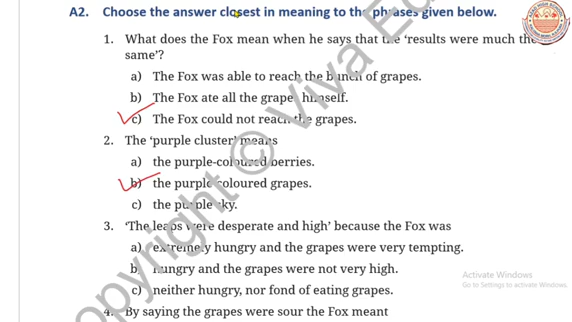 A2. Choose the answer closest in meaning to the phrases given below.
1. What does the Fox mean when he says that the ‘results were much the
same’?
a) The Fox was able to reach the bunch of grapes.
b) The Fox ate all the grapes himself.
c) The Fox could not reach the grapes.
2. The ‘purple cluster’ means
a) the purple-coloured berries.
b) the purple-coloured grapes.
c) the purple sky.
3. ‘The leaps were desperate and high’ because the Fox was
a) extremely hungry and the grapes were very tempting.
b) hungry and the grapes were not very high.
c) neither hungry, nor fond of eating grapes.
4. By saying the grapes were sour the Fox meant
Copyright © Viva Ed
Activate Windows
Go to Settings to activate Windows.